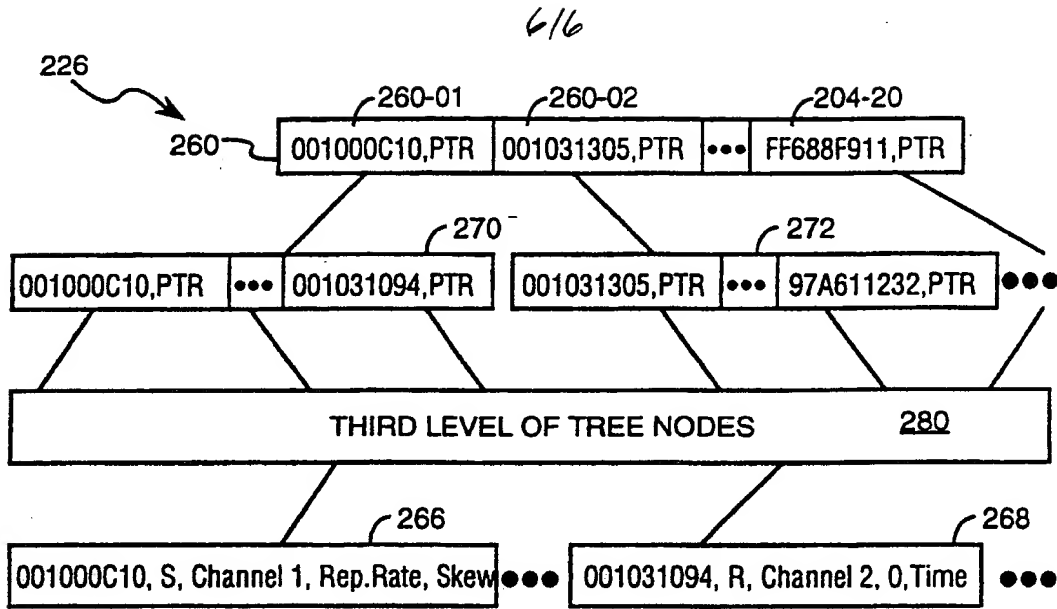 6/6
226
260-01 260-02 204-20
260
001000C10,PTR 001031305,PTR ••• FF688F911,PTR
270 272
001000C10,PTR ••• 001031094,PTR 001031305,PTR ••• 97A611232,PTR •••
THIRD LEVEL OF TREE NODES 280
266 268
001000C10, S, Channel 1, Rep.Rate, Skew ••• 001031094, R, Channel 2, 0,Time •••